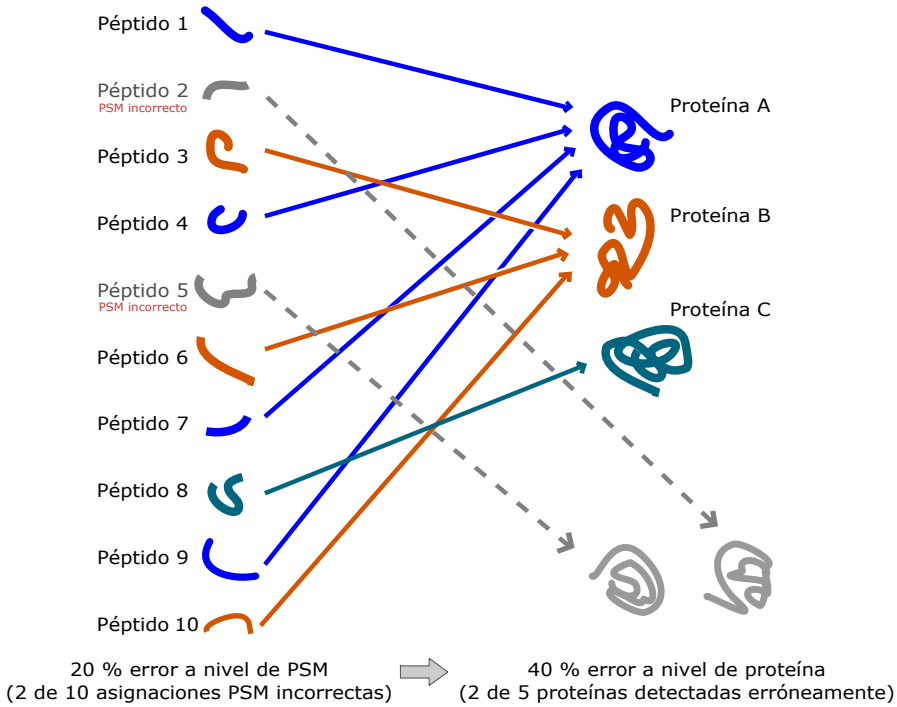 Péptido 1
Péptido 2
PSM incorrecto
Péptido 3
Péptido 4
Péptido 5
PSM incorrecto
Péptido 6
Péptido 7
Péptido 8
Péptido 9
Péptido 10
Proteína A
Proteína B
Proteína C
20 % error a nivel de PSM
(2 de 10 asignaciones PSM incorrectas)
40 % error a nivel de proteína
(2 de 5 proteínas detectadas erróneamente)